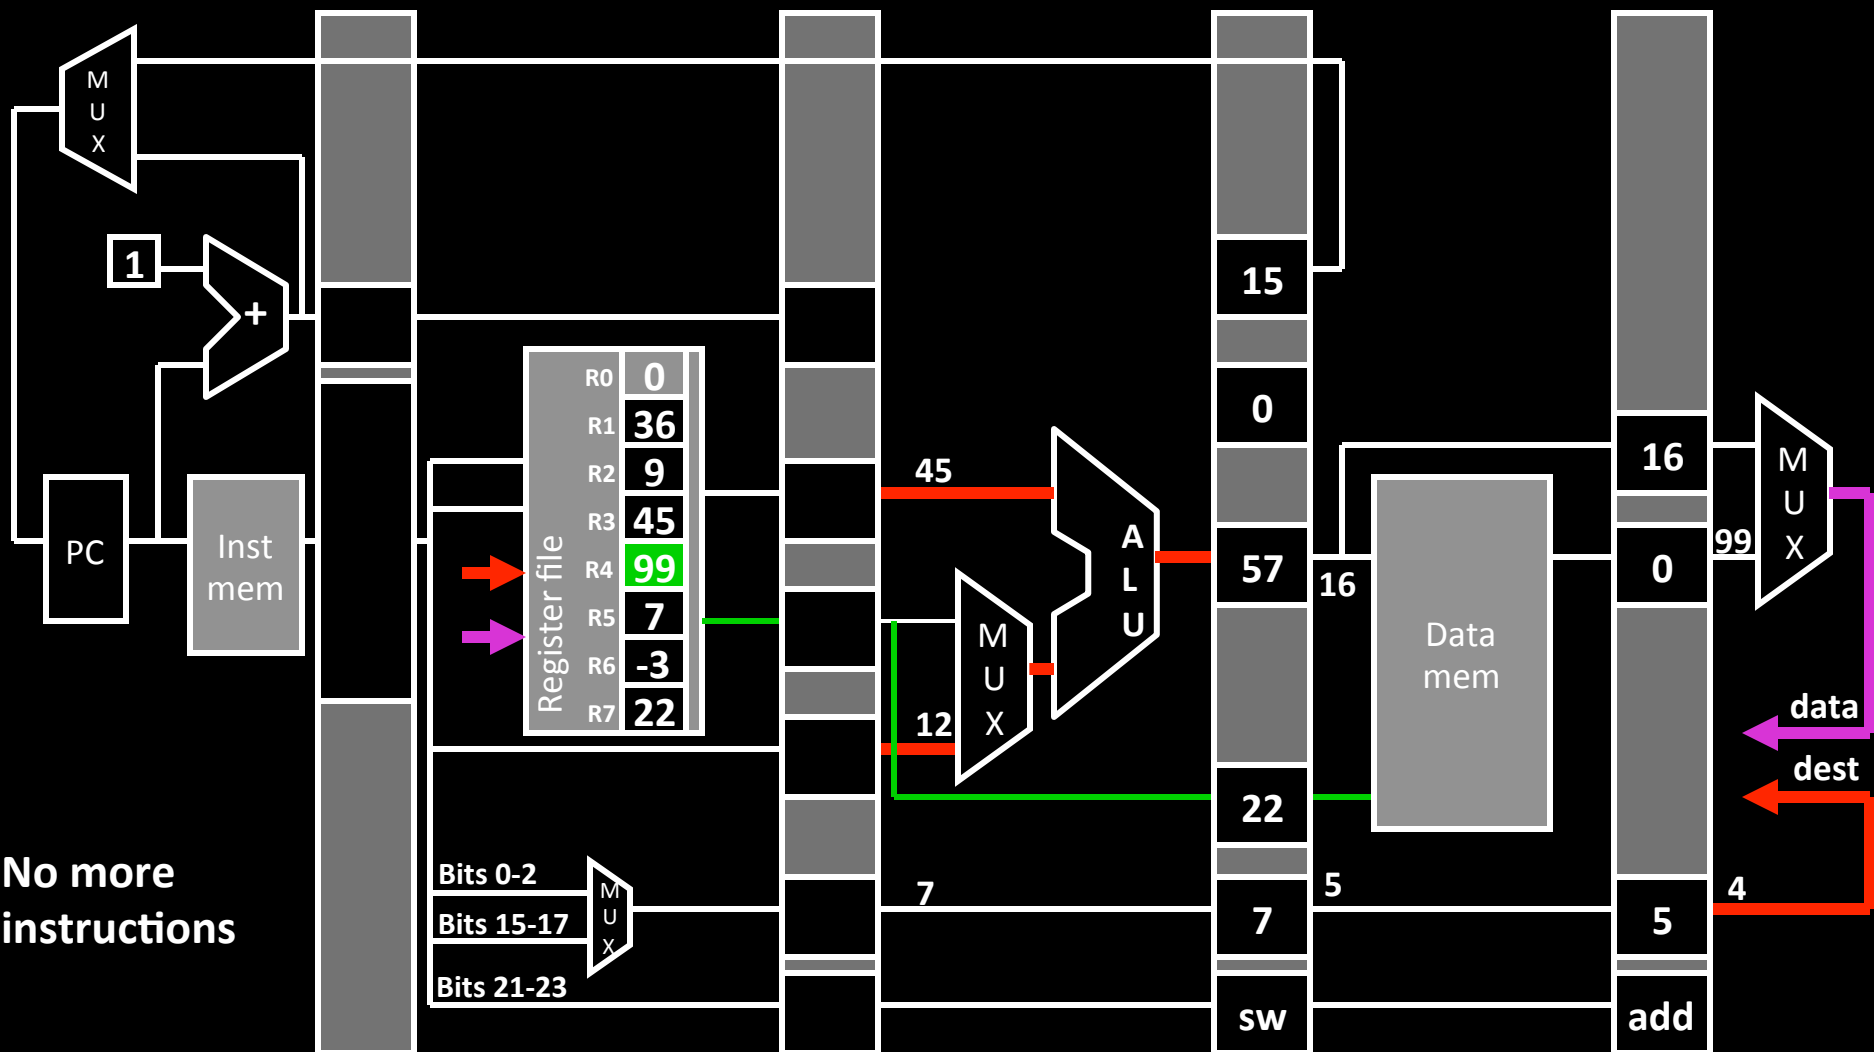 M
U
X
1
+
PC
Inst
mem
No more
instructions
Register file
R0 0
R1 36
R2 9
R3 45
R4 99
R5 7
R6 -3
R7 22
Bits 0-2
Bits 15-17
Bits 21-23
M
U
X
45
12
7
M
U
X
A
L
U
15
0
57
22
7
sw
16
5
Data
mem
16
0
5
add
99
4
M
U
X
data
dest